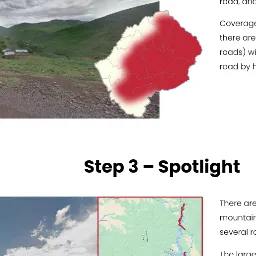 road, and
Coverage
there are
roads) wi
road by h
Step 3 – Spotlight
There are
mountain
several ro
The large